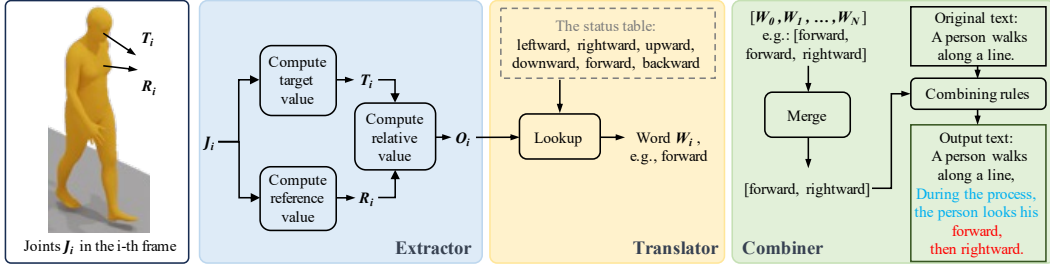 T_i
R_i
Joints J_i in the i-th frame
J_i
Compute
target
value
T_i
Compute
reference
value
R_i
Compute
relative
value
O_i
Extractor
The status table:
leftward, rightward, upward,
downward, forward, backward
Lookup
Word W_i ,
e.g., forward
Translator
[W_0, W_1, ..., W_N]
e.g.: [forward,
forward, rightward]
Merge
[forward, rightward]
Combiner
Original text:
A person walks
along a line.
Combining rules
Output text:
A person walks
along a line,
During the process,
the person looks his
forward,
then rightward.